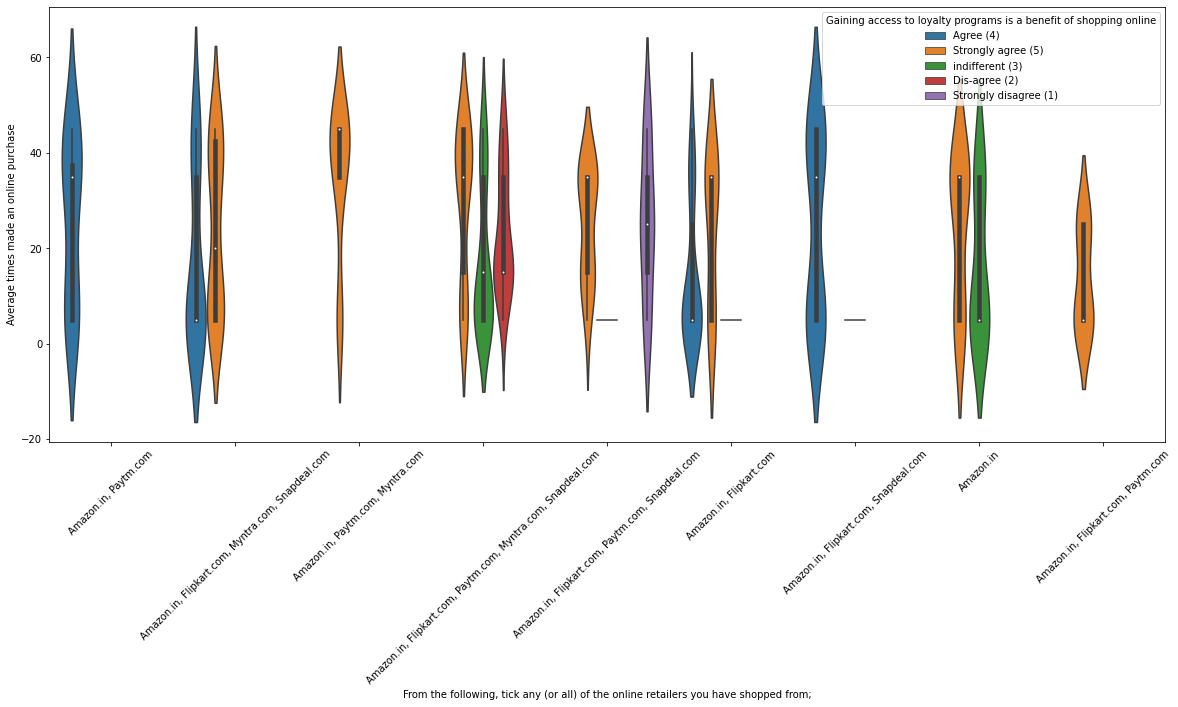 Gaining access to loyalty programs is a benefit of shopping online
Agree (4)
Strongly agree (5)
indifferent (3)
Dis-agree (2)
Strongly disagree (1)
Average times made an online purchase
60
40
20
0
−20
Amazon.in, Paytm.com
Amazon.in, Flipkart.com, Myntra.com, Snapdeal.com
Amazon.in, Paytm.com, Myntra.com
Amazon.in, Flipkart.com, Paytm.com, Myntra.com, Snapdeal.com
Amazon.in, Flipkart.com, Paytm.com, Snapdeal.com
Amazon.in, Flipkart.com
Amazon.in, Flipkart.com, Snapdeal.com
Amazon.in
Amazon.in, Flipkart.com, Paytm.com
From the following, tick any (or all) of the online retailers you have shopped from;